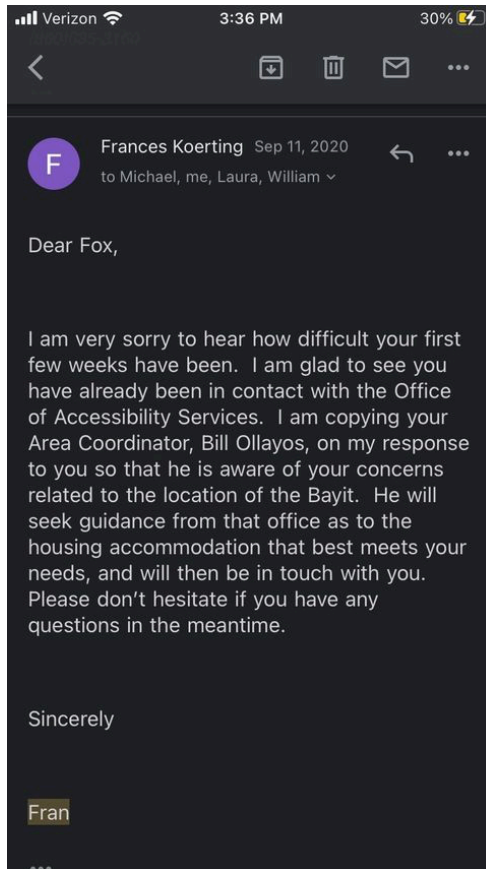 Verizon 3:36 PM 30%
F
Frances Koerting Sep 11, 2020
to Michael, me, Laura, William
Dear Fox,
I am very sorry to hear how difficult your first
few weeks have been.  I am glad to see you
have already been in contact with the Office
of Accessibility Services.  I am copying your
Area Coordinator, Bill Ollayos, on my response
to you so that he is aware of your concerns
related to the location of the Bayit.  He will
seek guidance from that office as to the
housing accommodation that best meets your
needs, and will then be in touch with you.
Please don’t hesitate if you have any
questions in the meantime.
Sincerely
Fran